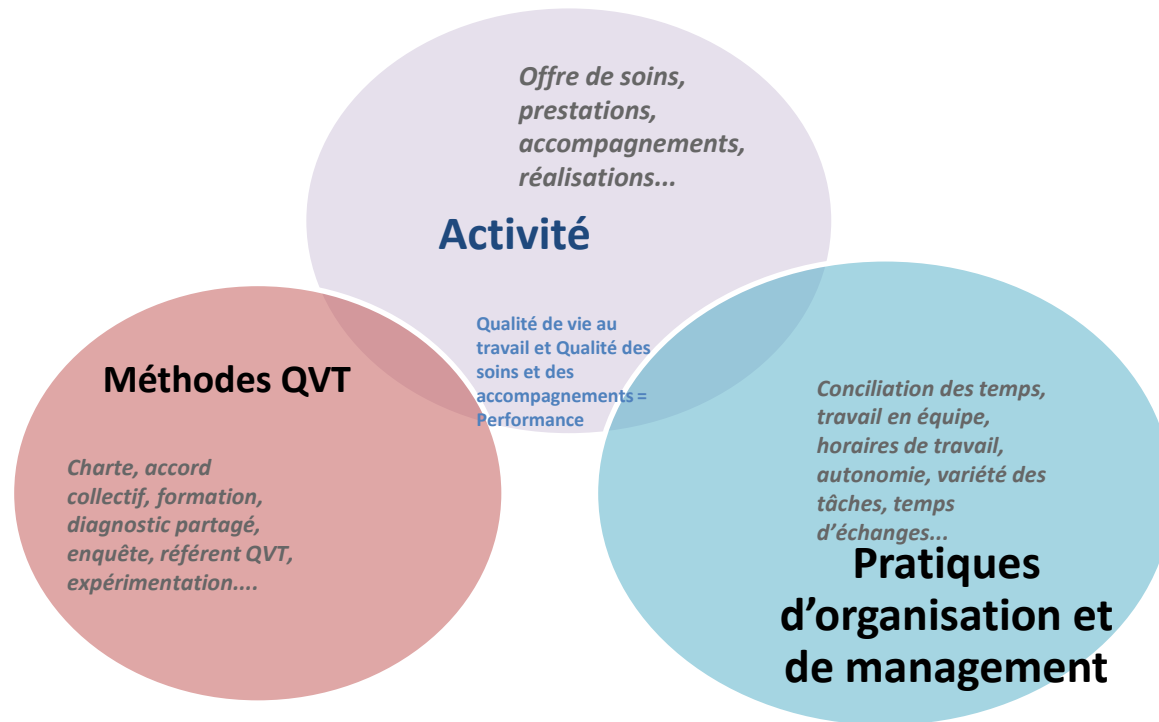 Offre de soins,
prestations,
accompagnements,
réalisations...
Activité
Qualité de vie au
travail et Qualité des
soins et des
accompagnements =
Performance
Méthodes QVT
Charte, accord
collectif, formation,
diagnostic partagé,
enquête, référent QVT,
expérimentation....
Conciliation des temps,
travail en équipe,
horaires de travail,
autonomie, variété des
tâches, temps
d’échanges...
Pratiques
d’organisation et
de management